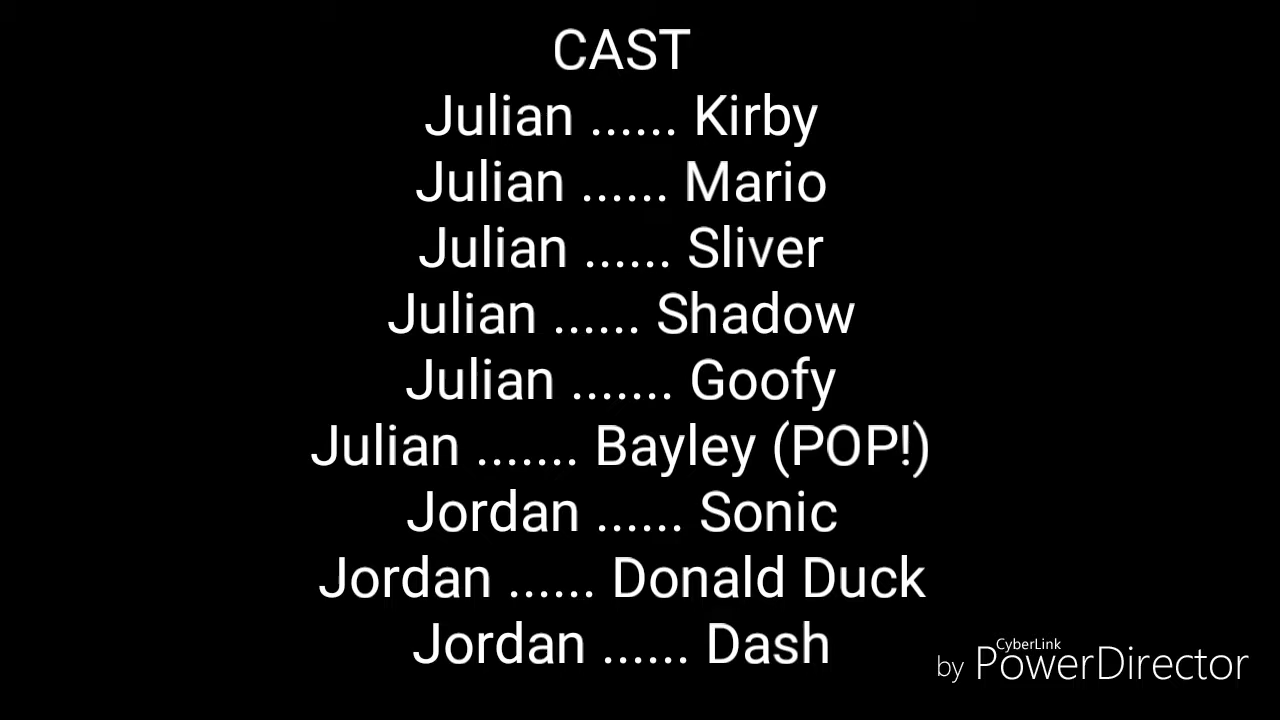 CAST
Julian ...... Kirby
Julian ...... Mario
Julian ...... Sliver
Julian ...... Shadow
Julian ....... Goofy
Julian ....... Bayley (POP!)
Jordan ...... Sonic
Jordan ...... Donald Duck
Jordan ...... Dash
CyberLink
by PowerDirector